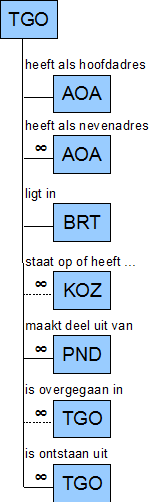 TGO
heeft als hoofdadres
AOA
heeft als nevenadres
∞
AOA
ligt in
BRT
staat op of heeft ...
∞
KOZ
maakt deel uit van
∞
PND
is overgegaan in
∞
TGO
is ontstaan uit
∞
TGO